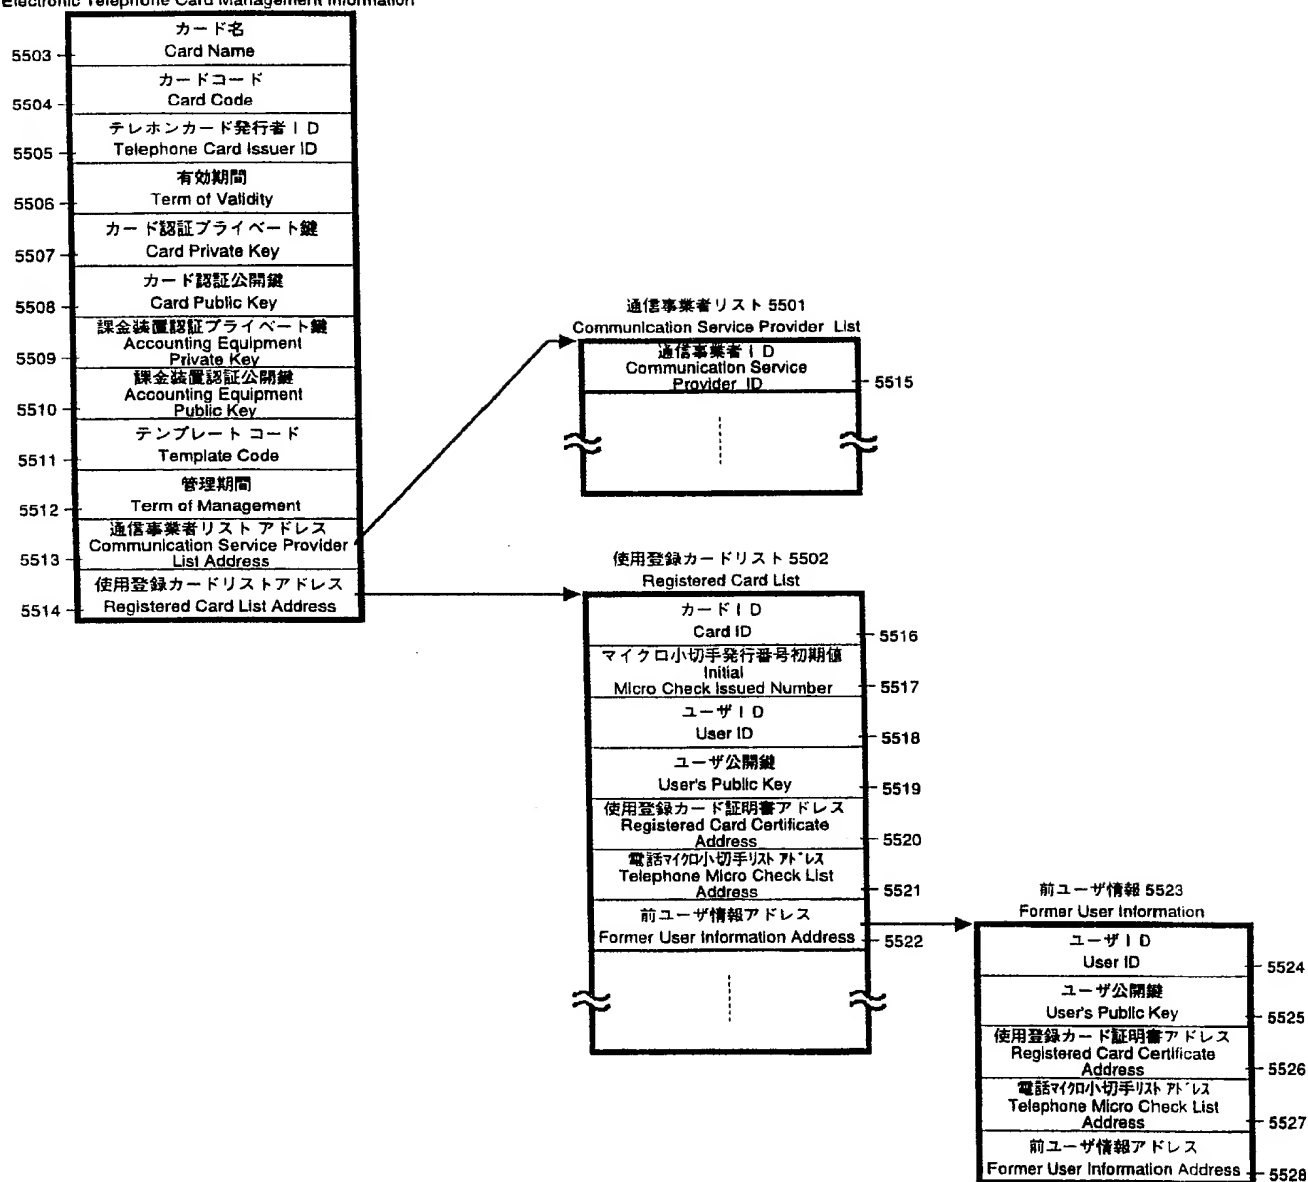 Electronic Telephone Card Management Information
カード名
Card Name
5503
カードコード
Card Code
5504
テレホンカード発行者ID
Telephone Card Issuer ID
5505
有効期間
Term of Validity
5506
カード認証プライベート鍵
Card Private Key
5507
カード認証公開鍵
Card Public Key
5508
課金装置認証プライベート鍵
Accounting Equipment
Private Key
5509
課金装置認証公開鍵
Accounting Equipment
Public Key
5510
テンプレート コード
Template Code
5511
管理期間
Term of Management
5512
通信事業者リスト アドレス
Communication Service Provider
List Address
5513
使用登録カードリストアドレス
Registered Card List Address
5514
通信事業者リスト 5501
Communication Service Provider List
通信事業者ID
Communication Service
Provider ID
5515
使用登録カードリスト 5502
Registered Card List
カードID
Card ID
5516
マイクロ小切手発行番号初期値
Initial
Micro Check Issued Number
5517
ユーザID
User ID
5518
ユーザ公開鍵
User's Public Key
5519
使用登録カード証明書アドレス
Registered Card Certificate
Address
5520
電話マイクロ小切手リスト アドレス
Telephone Micro Check List
Address
5521
前ユーザ情報アドレス
Former User Information Address
5522
前ユーザ情報 5523
Former User Information
ユーザID
User ID
5524
ユーザ公開鍵
User's Public Key
5525
使用登録カード証明書アドレス
Registered Card Certificate
Address
5526
電話マイクロ小切手リスト アドレス
Telephone Micro Check List
Address
5527
前ユーザ情報アドレス
Former User Information Address
5528